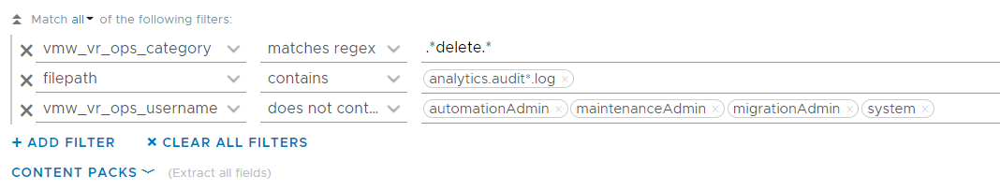 Match all of the following filters:
vmw_vr_ops_category matches regex .*delete.*
filepath contains analytics.audit*.log ×
vmw_vr_ops_username does not cont... automationAdmin × maintenanceAdmin × migrationAdmin × system ×
+ ADD FILTER × CLEAR ALL FILTERS
CONTENT PACKS (Extract all fields)